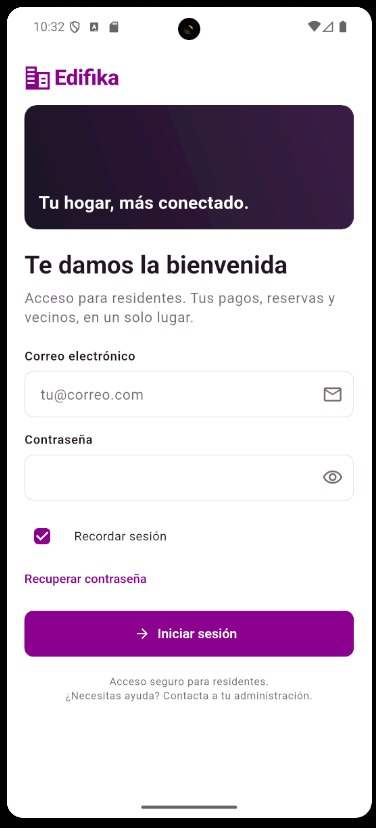 10:32
Edifika
Tu hogar, más conectado.
Te damos la bienvenida
Acceso para residentes. Tus pagos, reservas y
vecinos, en un solo lugar.
Correo electrónico
tu@correo.com
Contraseña
Recordar sesión
Recuperar contraseña
Iniciar sesión
Acceso seguro para residentes.
¿Necesitas ayuda? Contacta a tu administración.